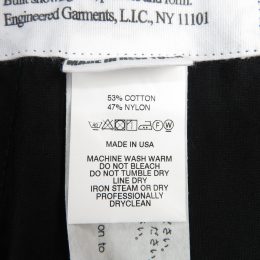 Engineered Garments, L.I.C., NY 11101
53% COTTON
47% NYLON
MADE IN USA
MACHINE WASH WARM
DO NOT BLEACH
DO NOT TUMBLE DRY
LINE DRY
IRON STEAM OR DRY
PROFESSIONALLY
DRYCLEAN